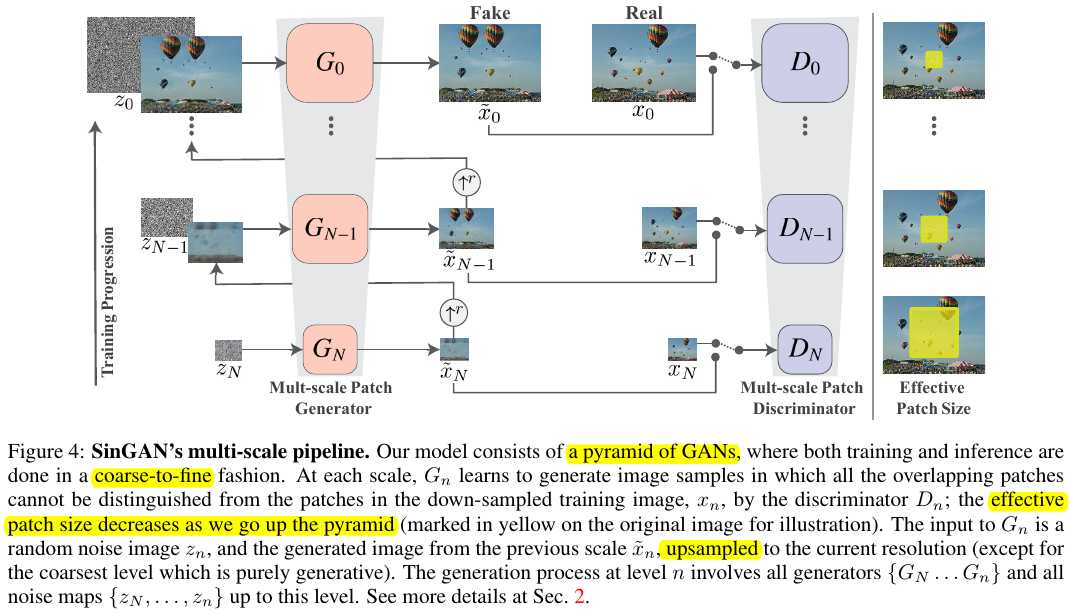 Fake Real
z_0 G_0 x̃_0 x_0 D_0
↑r
z_{N−1} G_{N−1} x̃_{N−1} x_{N−1} D_{N−1}
↑r
z_N G_N x̃_N x_N D_N
Training Progression
Mult-scale Patch
Generator
Mult-scale Patch
Discriminator
Effective
Patch Size
Figure 4: SinGAN's multi-scale pipeline. Our model consists of a pyramid of GANs, where both training and inference are
done in a coarse-to-fine fashion. At each scale, G_n learns to generate image samples in which all the overlapping patches
cannot be distinguished from the patches in the down-sampled training image, x_n, by the discriminator D_n; the effective
patch size decreases as we go up the pyramid (marked in yellow on the original image for illustration). The input to G_n is a
random noise image z_n, and the generated image from the previous scale x̃_n, upsampled to the current resolution (except for
the coarsest level which is purely generative). The generation process at level n involves all generators {G_N … G_n} and all
noise maps {z_N, …, z_n} up to this level. See more details at Sec. 2.